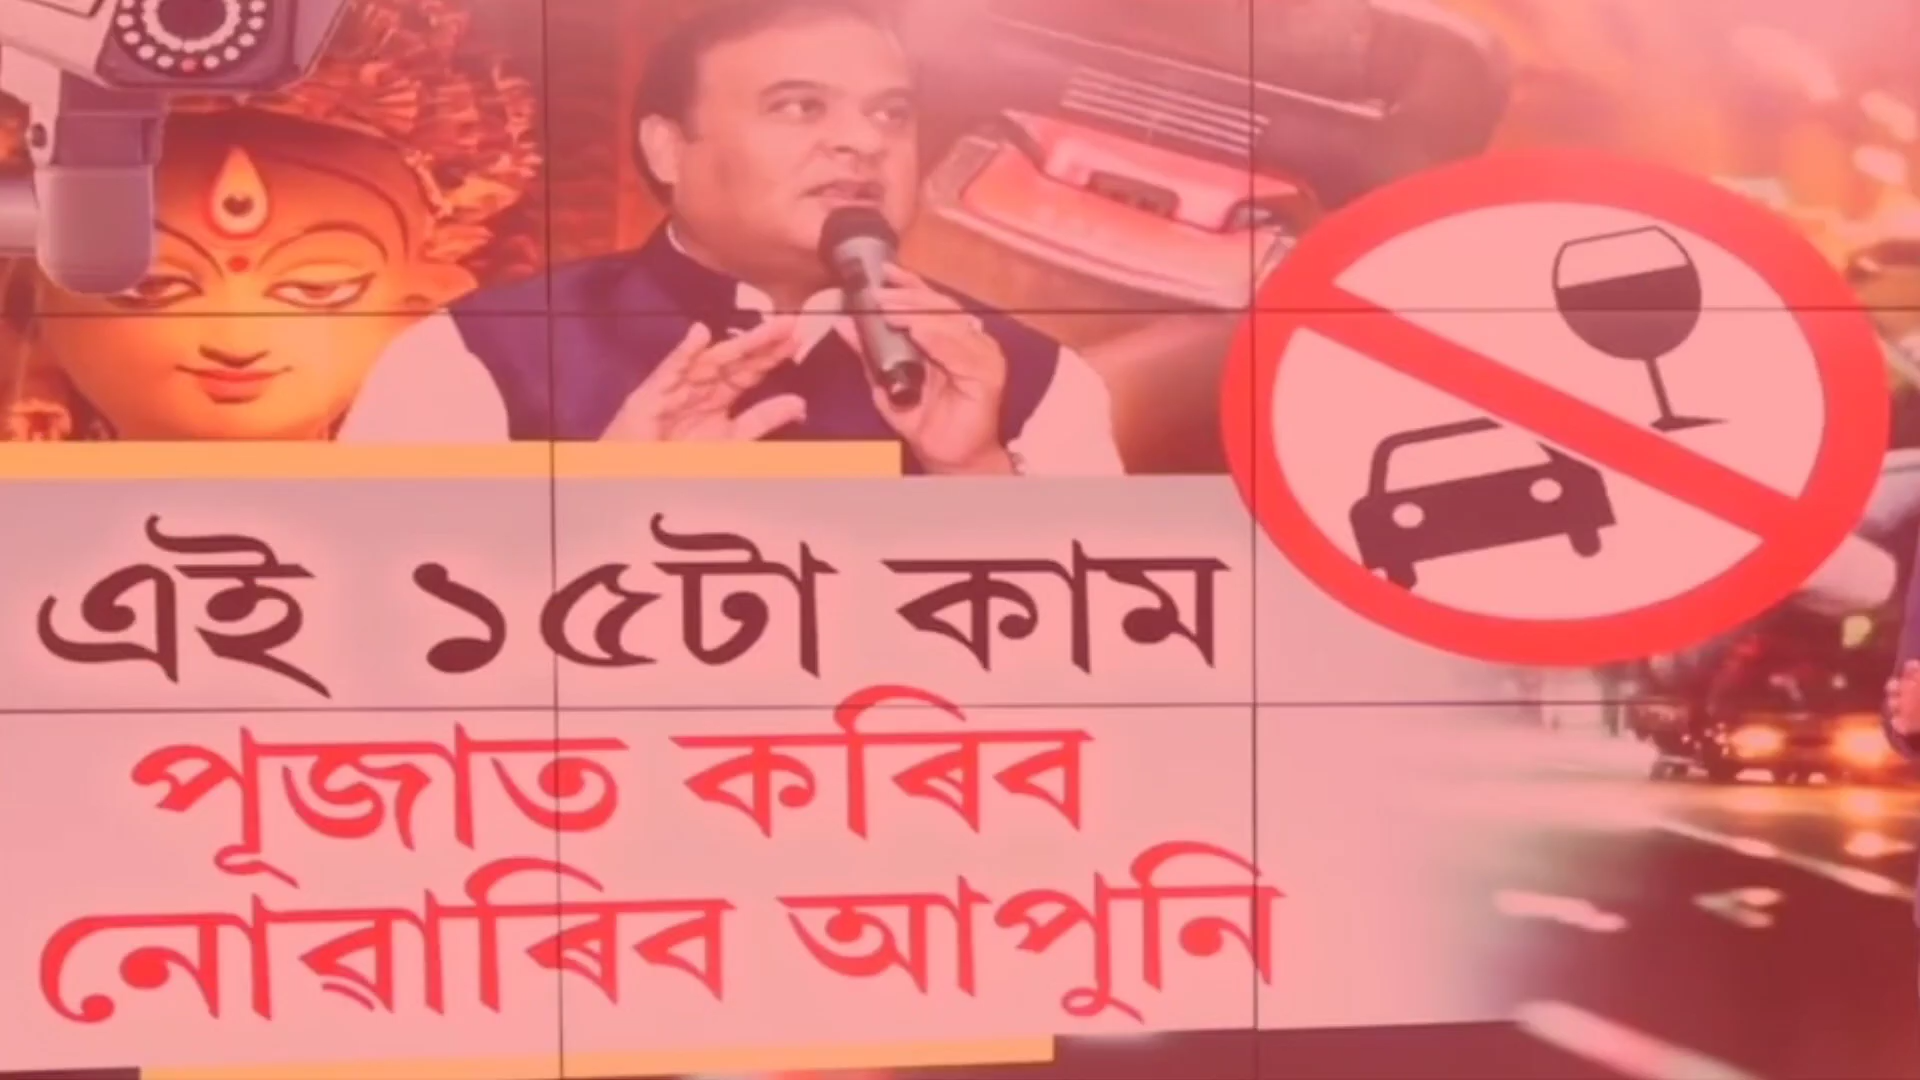 এই ১৫টা কাম
পূজাত কৰিব
নোৱাৰিব আপুনি